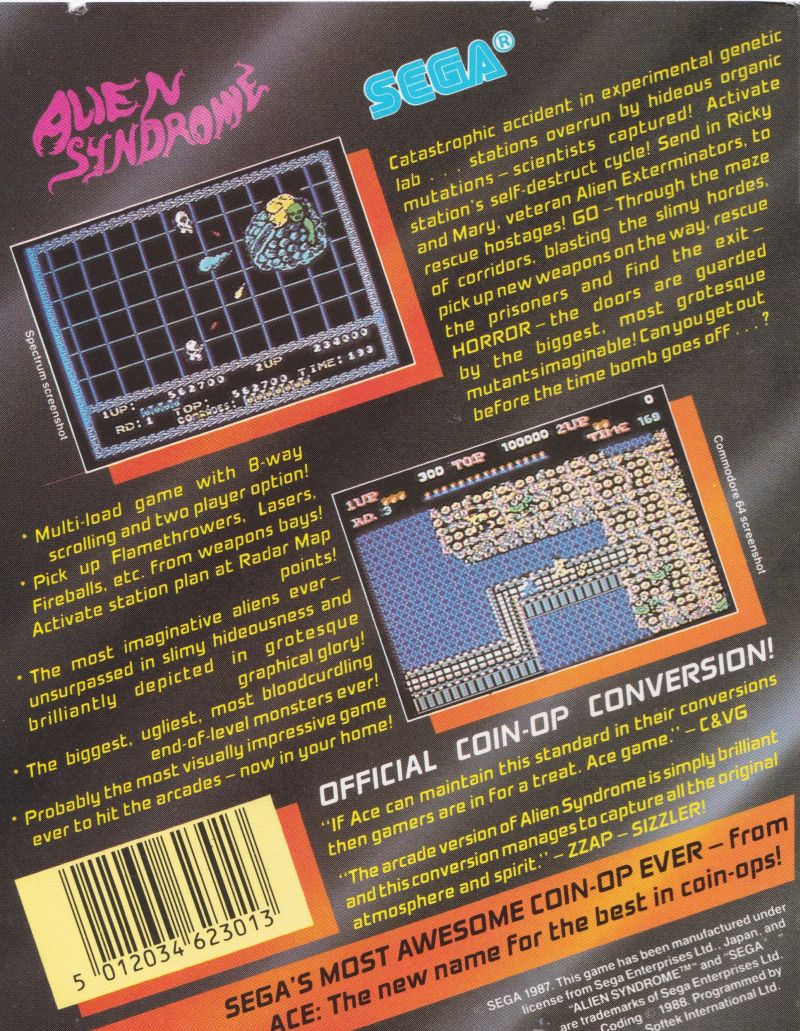 ALIEN
SYNDROME
SEGA®
Catastrophic accident in experimental genetic
lab . . . stations overrun by hideous organic
mutations – scientists captured! Activate
station's self-destruct cycle! Send in Ricky
and Mary, veteran Alien Exterminators, to
rescue hostages! GO – Through the maze
of corridors, blasting the slimy hordes,
pick up new weapons on the way, rescue
the prisoners and find the exit –
HORROR – the doors are guarded
by the biggest, most grotesque
mutants imaginable! Can you get out
before the time bomb goes off . . . ?
Spectrum screenshot
1UP: 562700 2UP 234000
RD:1 TOP: 562700 TIME:193
COMRADES:
• Multi-load game with 8-way
scrolling and two player option!
• Pick up Flamethrowers, Lasers,
Fireballs, etc. from weapons bays!
Activate station plan at Radar Map
points!
• The most imaginative aliens ever –
unsurpassed in slimy hideousness and
brilliantly depicted in grotesque
graphical glory!
• The biggest, ugliest, most bloodcurdling
end-of-level monsters ever!
• Probably the most visually impressive game
ever to hit the arcades – now in your home!
1UP 300 TOP 100000 2UP 0
RD. TIME 169
Commodore 64 screenshot
OFFICIAL COIN-OP CONVERSION!
"If Ace can maintain this standard in their conversions
then gamers are in for a treat. Ace game." – C&VG
"The arcade version of Alien Syndrome is simply brilliant
and this conversion manages to capture all the original
atmosphere and spirit." – ZZAP – SIZZLER!
5 012034 623013
SEGA'S MOST AWESOME COIN-OP EVER – From
ACE: The new name for the best in coin-ops!
© SEGA 1987. This game has been manufactured under
license from Sega Enterprises Ltd., Japan, and
"ALIEN SYNDROME™" and "SEGA®"
are trademarks of Sega Enterprises Ltd.
Coding © 1988. Programmed by
Softek International Ltd.